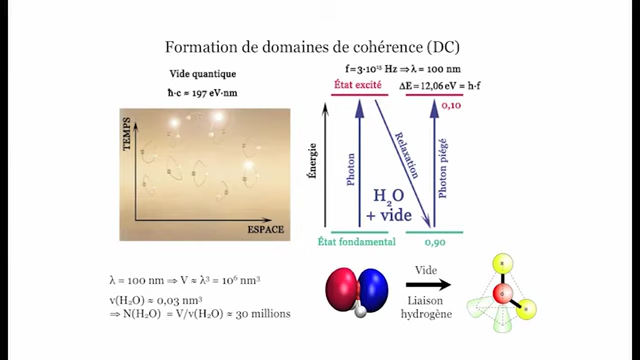 Formation de domaines de cohérence (DC)
Vide quantique
ħ·c ≈ 197 eV·nm
TEMPS
ESPACE
f=3·10¹⁵ Hz ⇒ λ = 100 nm
État excité
ΔE = 12,06 eV = h·f
0,10
Énergie
Photon
Relaxation
Photon piégé
H₂O
+ vide
État fondamental
0,90
λ = 100 nm ⇒ V ≈ λ³ = 10⁶ nm³
v(H₂O) ≈ 0,03 nm³
⇒ N(H₂O) = V/v(H₂O) ≈ 30 millions
Vide
Liaison
hydrogène